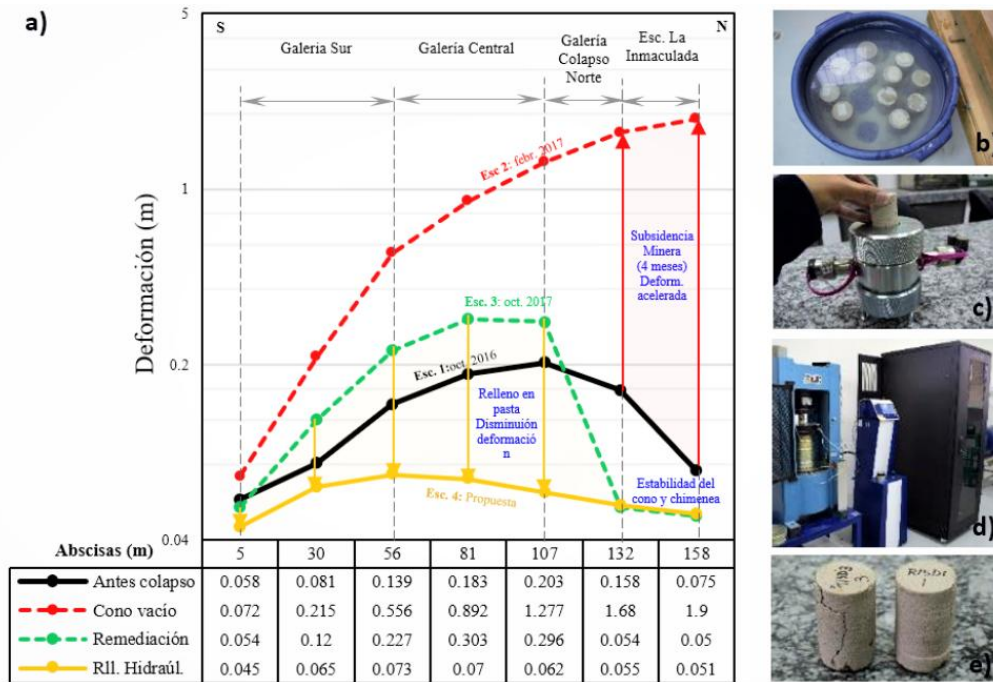 a)
S
N
Galería Sur
Galería Central
Galería
Colapso
Norte
Esc. La
Inmaculada
Deformación (m)
5
1
0.2
0.04
Esc 2: febr. 2017
Subsidencia
Minera
(4 meses)
Deform.
acelerada
Esc. 3: oct. 2017
Esc. 1:oct. 2016
Relleno en
pasta
Disminuión
deformació
n
Estabilidad del
cono y chimenea
Esc. 4: Propuesta
Abscisas (m) 5 30 56 81 107 132 158
Antes colapso 0.058 0.081 0.139 0.183 0.203 0.158 0.075
Cono vacío 0.072 0.215 0.556 0.892 1.277 1.68 1.9
Remediación 0.054 0.12 0.227 0.303 0.296 0.054 0.05
Rll. Hidraúl. 0.045 0.065 0.073 0.07 0.062 0.055 0.051
b)
c)
d)
e)